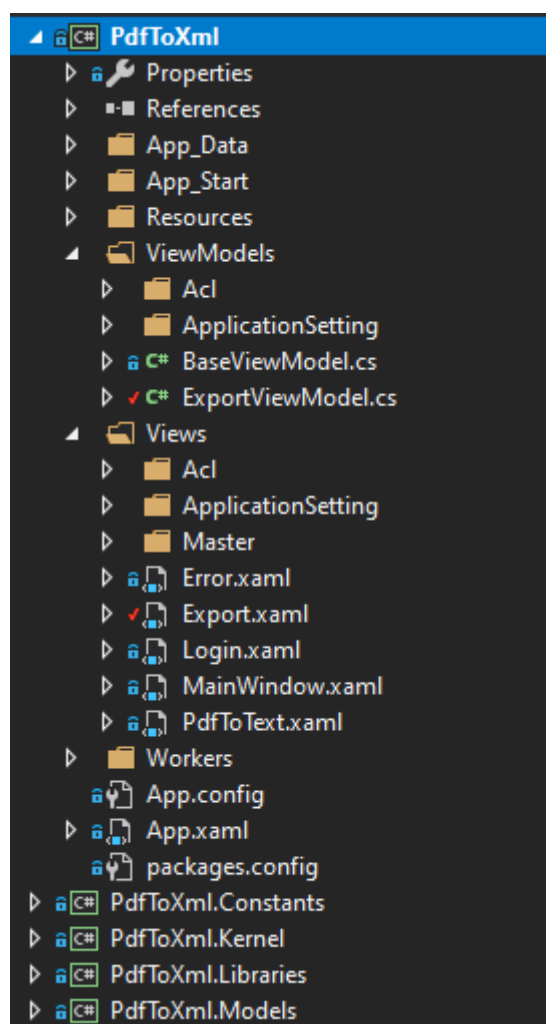 C# PdfToXml
Properties
References
App_Data
App_Start
Resources
ViewModels
Acl
ApplicationSetting
C# BaseViewModel.cs
C# ExportViewModel.cs
Views
Acl
ApplicationSetting
Master
Error.xaml
Export.xaml
Login.xaml
MainWindow.xaml
PdfToText.xaml
Workers
App.config
App.xaml
packages.config
C# PdfToXml.Constants
C# PdfToXml.Kernel
C# PdfToXml.Libraries
C# PdfToXml.Models